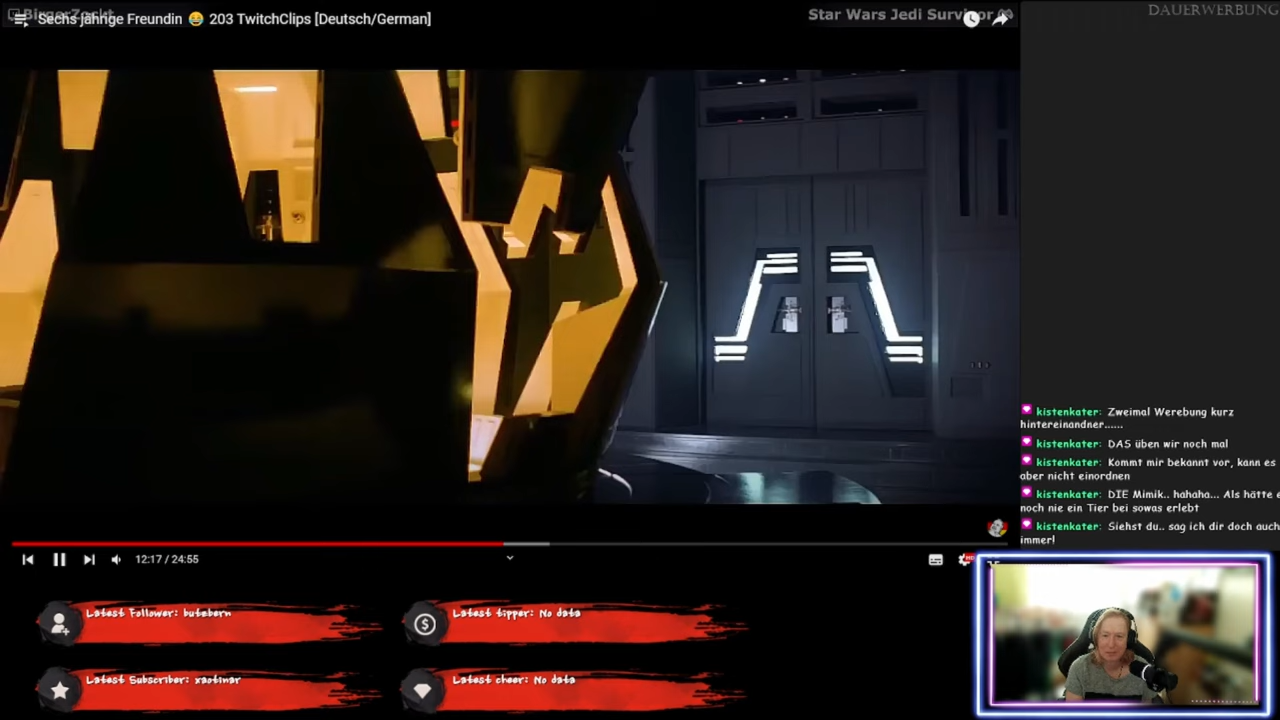 BirgerZockt
Sechs jährige Freundin 😂 203 TwitchClips [Deutsch/German]
Star Wars Jedi Survivor
DAUERWERBUNG
kistenkater: Zweimal Werebung kurz
hintereinandner......
kistenkater: DAS üben wir noch mal
kistenkater: Kommt mir bekannt vor, kann es
aber nicht einordnen
kistenkater: DIE Mimik.. hahaha... Als hätte e
noch nie ein Tier bei sowas erlebt
kistenkater: Siehst du.. sag ich dir doch auch
immer!
12:17 / 24:55
HD
Latest Follower: butebern
Latest tipper: No data
Latest Subscriber: xaotinar
Latest cheer: No data